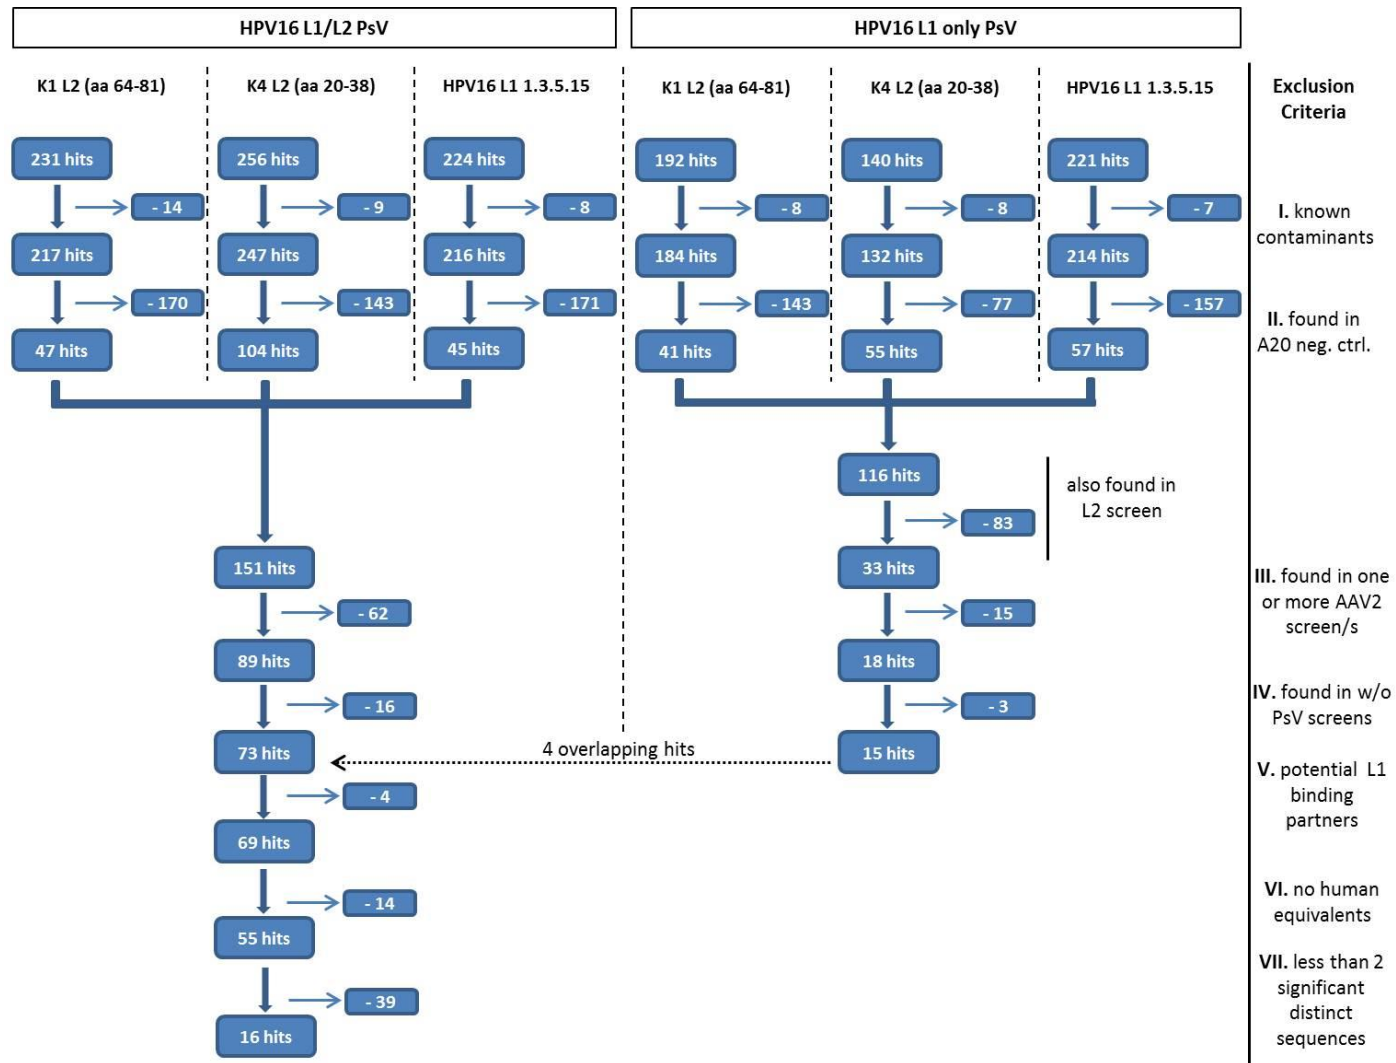 HPV16 L1/L2 PsV
HPV16 L1 only PsV
K1 L2 (aa 64-81)
K4 L2 (aa 20-38)
HPV16 L1 1.3.5.15
K1 L2 (aa 64-81)
K4 L2 (aa 20-38)
HPV16 L1 1.3.5.15
Exclusion
Criteria
231 hits
256 hits
224 hits
192 hits
140 hits
221 hits
- 14
- 9
- 8
- 8
- 8
- 7
I. known
contaminants
217 hits
247 hits
216 hits
184 hits
132 hits
214 hits
- 170
- 143
- 171
- 143
- 77
- 157
II. found in
A20 neg. ctrl.
47 hits
104 hits
45 hits
41 hits
55 hits
57 hits
116 hits
also found in
L2 screen
- 83
151 hits
33 hits
III. found in one
or more AAV2
screen/s
- 62
- 15
89 hits
18 hits
- 16
- 3
IV. found in w/o
PsV screens
73 hits
4 overlapping hits
15 hits
- 4
V. potential L1
binding
partners
69 hits
- 14
VI. no human
equivalents
55 hits
- 39
VII. less than 2
significant
distinct
sequences
16 hits